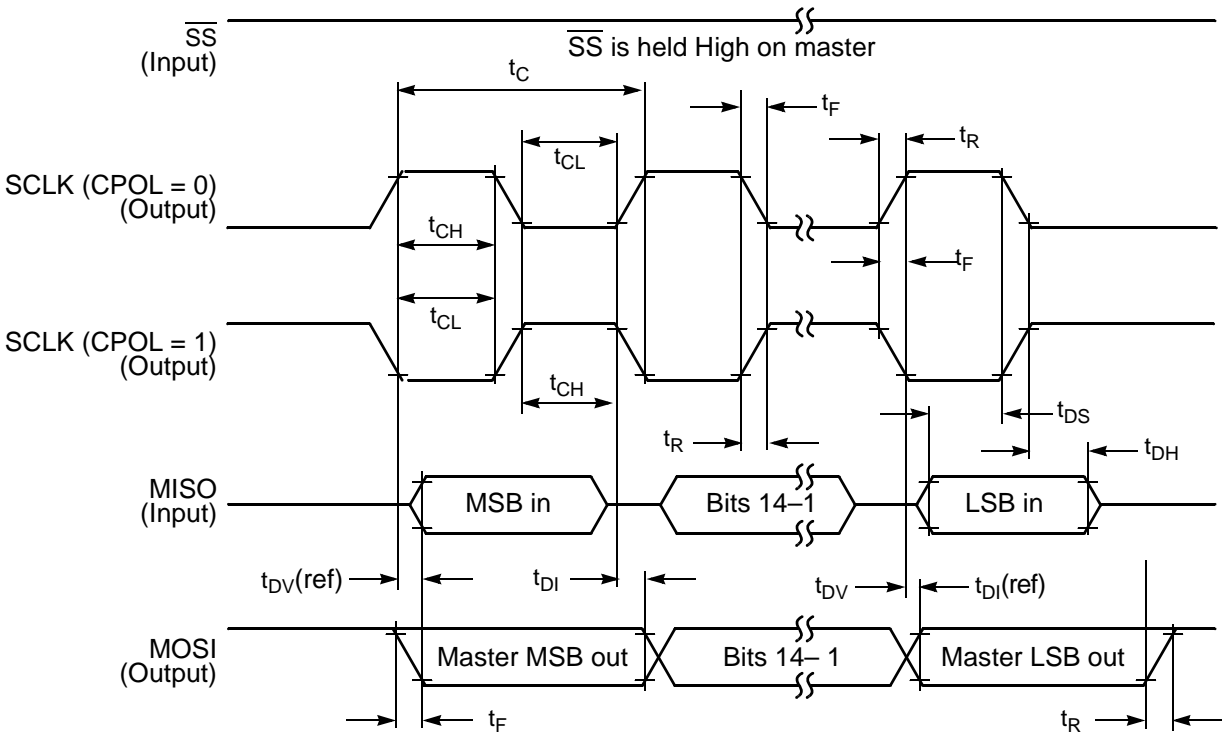 SS
(Input)
SS is held High on master
tC
tF
tR
tCL
SCLK (CPOL = 0)
(Output)
tCH
tF
tCL
SCLK (CPOL = 1)
(Output)
tCH
tDS
tR
tDH
MISO
(Input)
MSB in
Bits 14–1
LSB in
tDV(ref)
tDI
tDV
tDI(ref)
MOSI
(Output)
Master MSB out
Bits 14– 1
Master LSB out
tF
tR